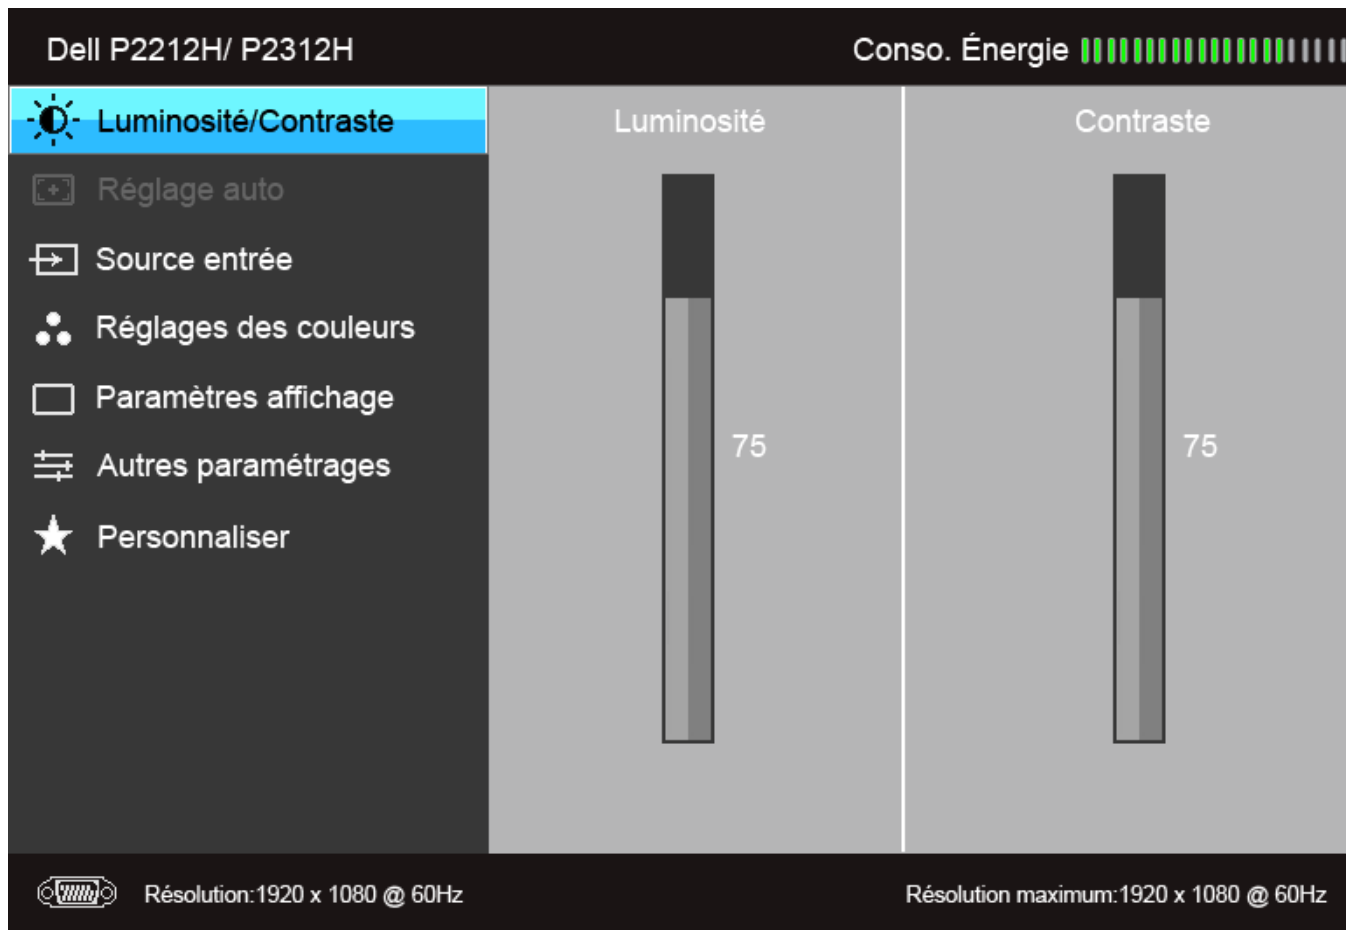 Dell P2212H/ P2312H
Conso. Énergie
Luminosité/Contraste
Réglage auto
Source entrée
Réglages des couleurs
Paramètres affichage
Autres paramétrages
Personnaliser
Luminosité
75
Contraste
75
Résolution:1920 x 1080 @ 60Hz
Résolution maximum:1920 x 1080 @ 60Hz